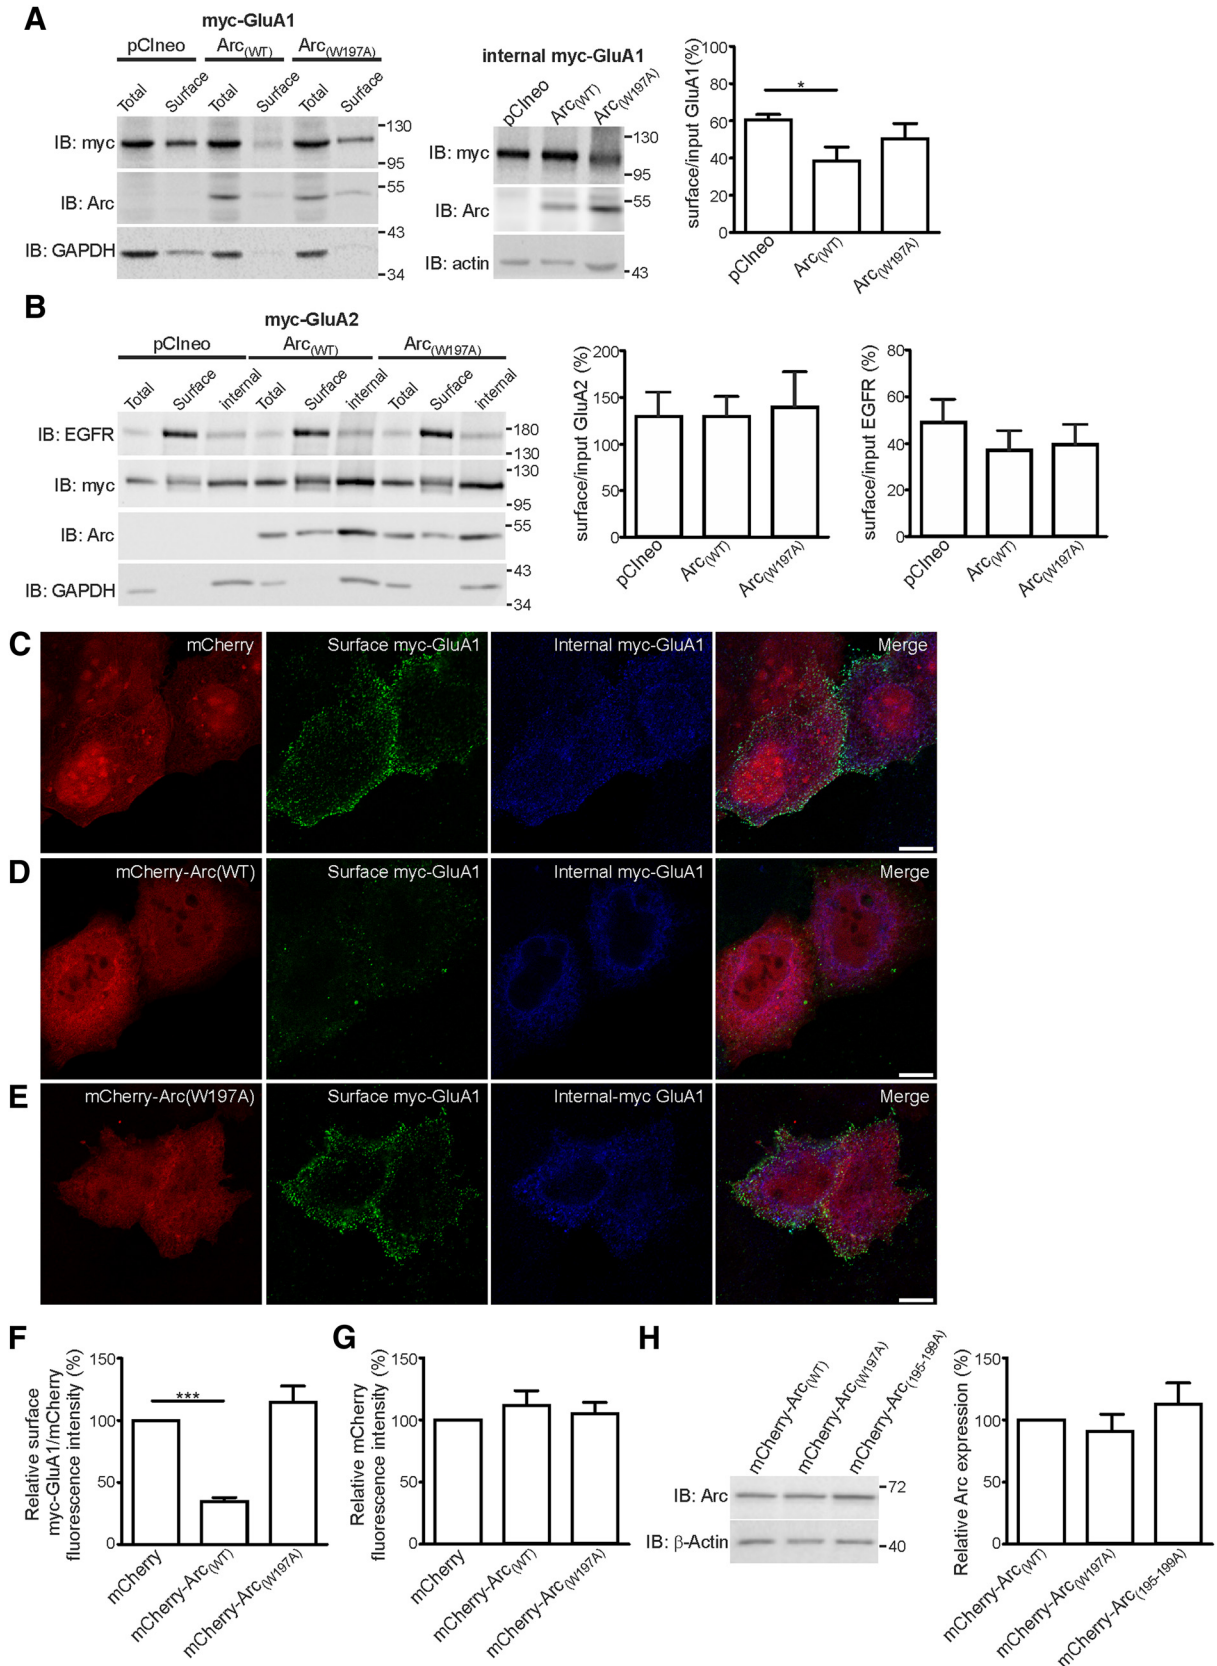 A
myc-GluA1
pCIneo Arc(WT) Arc(W197A)
Total Surface Total Surface Total Surface
IB: myc
130
95
IB: Arc
55
IB: GAPDH
43
34
internal myc-GluA1
pCIneo Arc(WT) Arc(W197A)
IB: myc
130
95
IB: Arc
55
IB: actin
43
surface/input GluA1(%)
100
80
60
40
20
0
*
pCIneo Arc(WT) Arc(W197A)
B
myc-GluA2
pCIneo Arc(WT) Arc(W197A)
Total Surface internal Total Surface internal Total Surface internal
IB: EGFR
180
130
IB: myc
130
95
IB: Arc
55
IB: GAPDH
43
34
surface/input GluA2 (%)
200
150
100
50
0
pCIneo Arc(WT) Arc(W197A)
surface/input EGFR (%)
80
60
40
20
0
pCIneo Arc(WT) Arc(W197A)
C
mCherry Surface myc-GluA1 Internal myc-GluA1 Merge
D
mCherry-Arc(WT) Surface myc-GluA1 Internal myc-GluA1 Merge
E
mCherry-Arc(W197A) Surface myc-GluA1 Internal-myc GluA1 Merge
F
Relative surface
myc-GluA1/mCherry
fluorescence intensity (%)
150
100
50
0
***
mCherry mCherry-Arc(WT) mCherry-Arc(W197A)
G
Relative mCherry
fluorescence intensity (%)
150
100
50
0
mCherry mCherry-Arc(WT) mCherry-Arc(W197A)
H
mCherry-Arc(WT) mCherry-Arc(W197A) mCherry-Arc(195-199A)
IB: Arc
72
IB: β-Actin
40
Relative Arc expression (%)
150
100
50
0
mCherry-Arc(WT) mCherry-Arc(W197A) mCherry-Arc(195-199A)